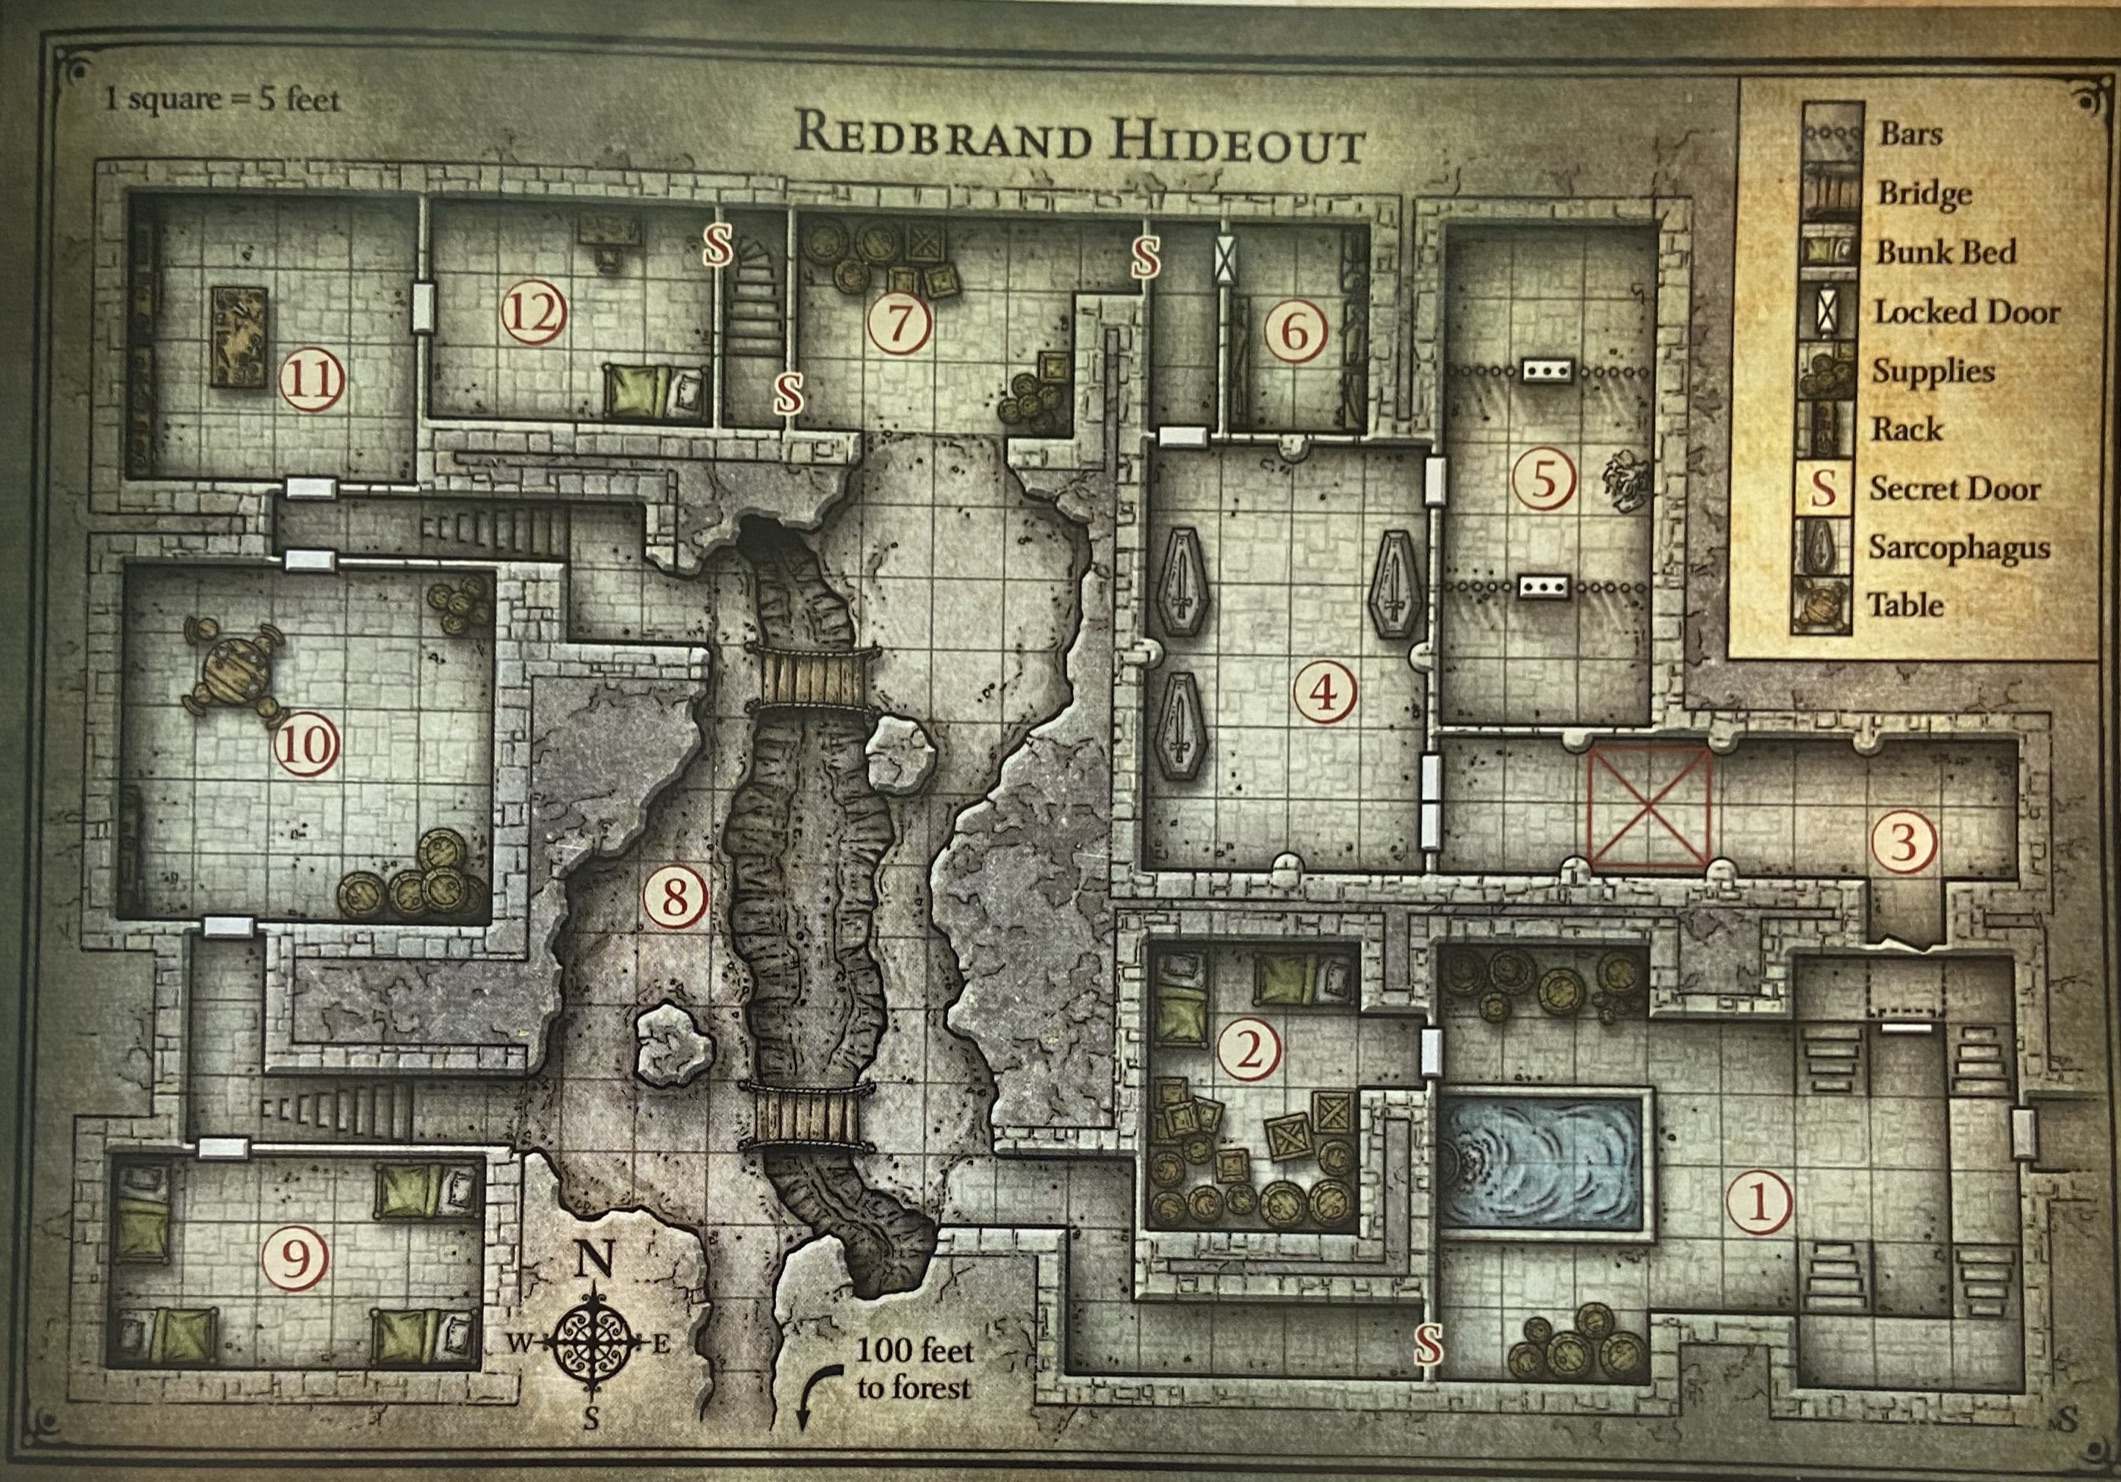 1 square = 5 feet
REDBRAND HIDEOUT
Bars
Bridge
Bunk Bed
Locked Door
Supplies
Rack
S Secret Door
Sarcophagus
Table
S
S
12
7
6
11
S
5
4
10
3
8
2
1
9
N
W E
S
100 feet
to forest
S